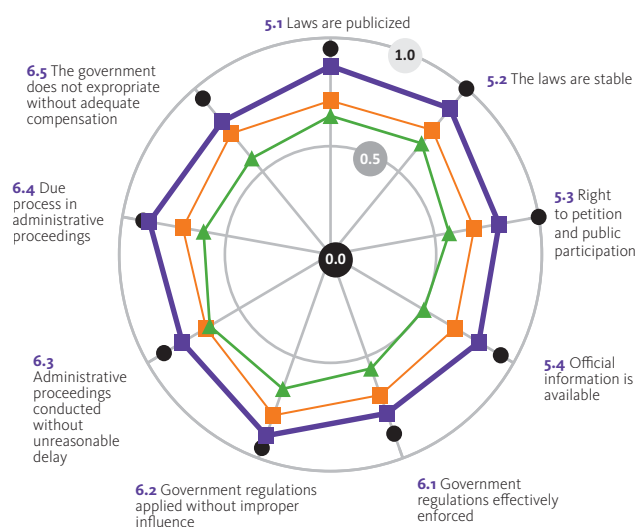 5.1 Laws are publicized
1.0
5.2 The laws are stable
0.5
5.3 Right
to petition
and public
participation
0.0
5.4 Official
information is
available
6.1 Government
regulations effectively
enforced
6.2 Government regulations
applied without improper
influence
6.3
Administrative
proceedings
conducted
without
unreasonable
delay
6.4 Due
process in
administrative
proceedings
6.5 The government
does not expropriate
without adequate
compensation